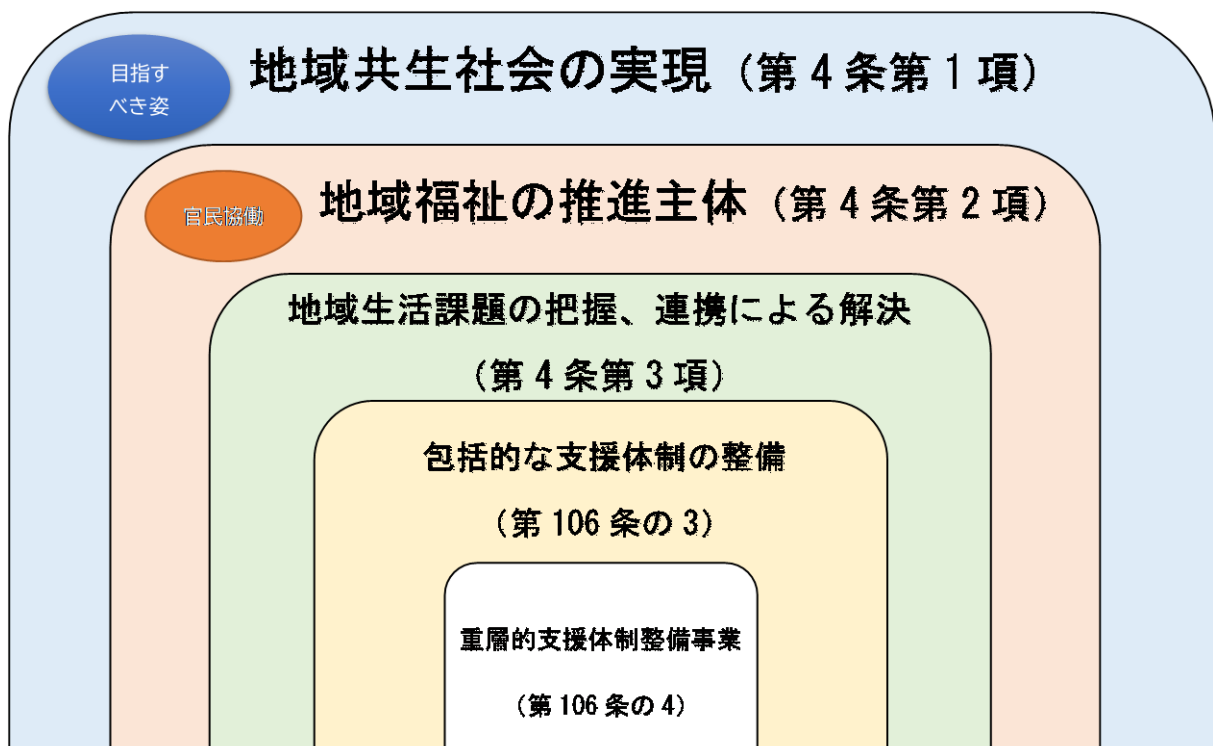 目指す
べき姿
地域共生社会の実現（第４条第１項）
官民協働
地域福祉の推進主体（第４条第２項）
地域生活課題の把握、連携による解決
（第４条第３項）
包括的な支援体制の整備
（第 106 条の 3）
重層的支援体制整備事業
（第 106 条の 4）